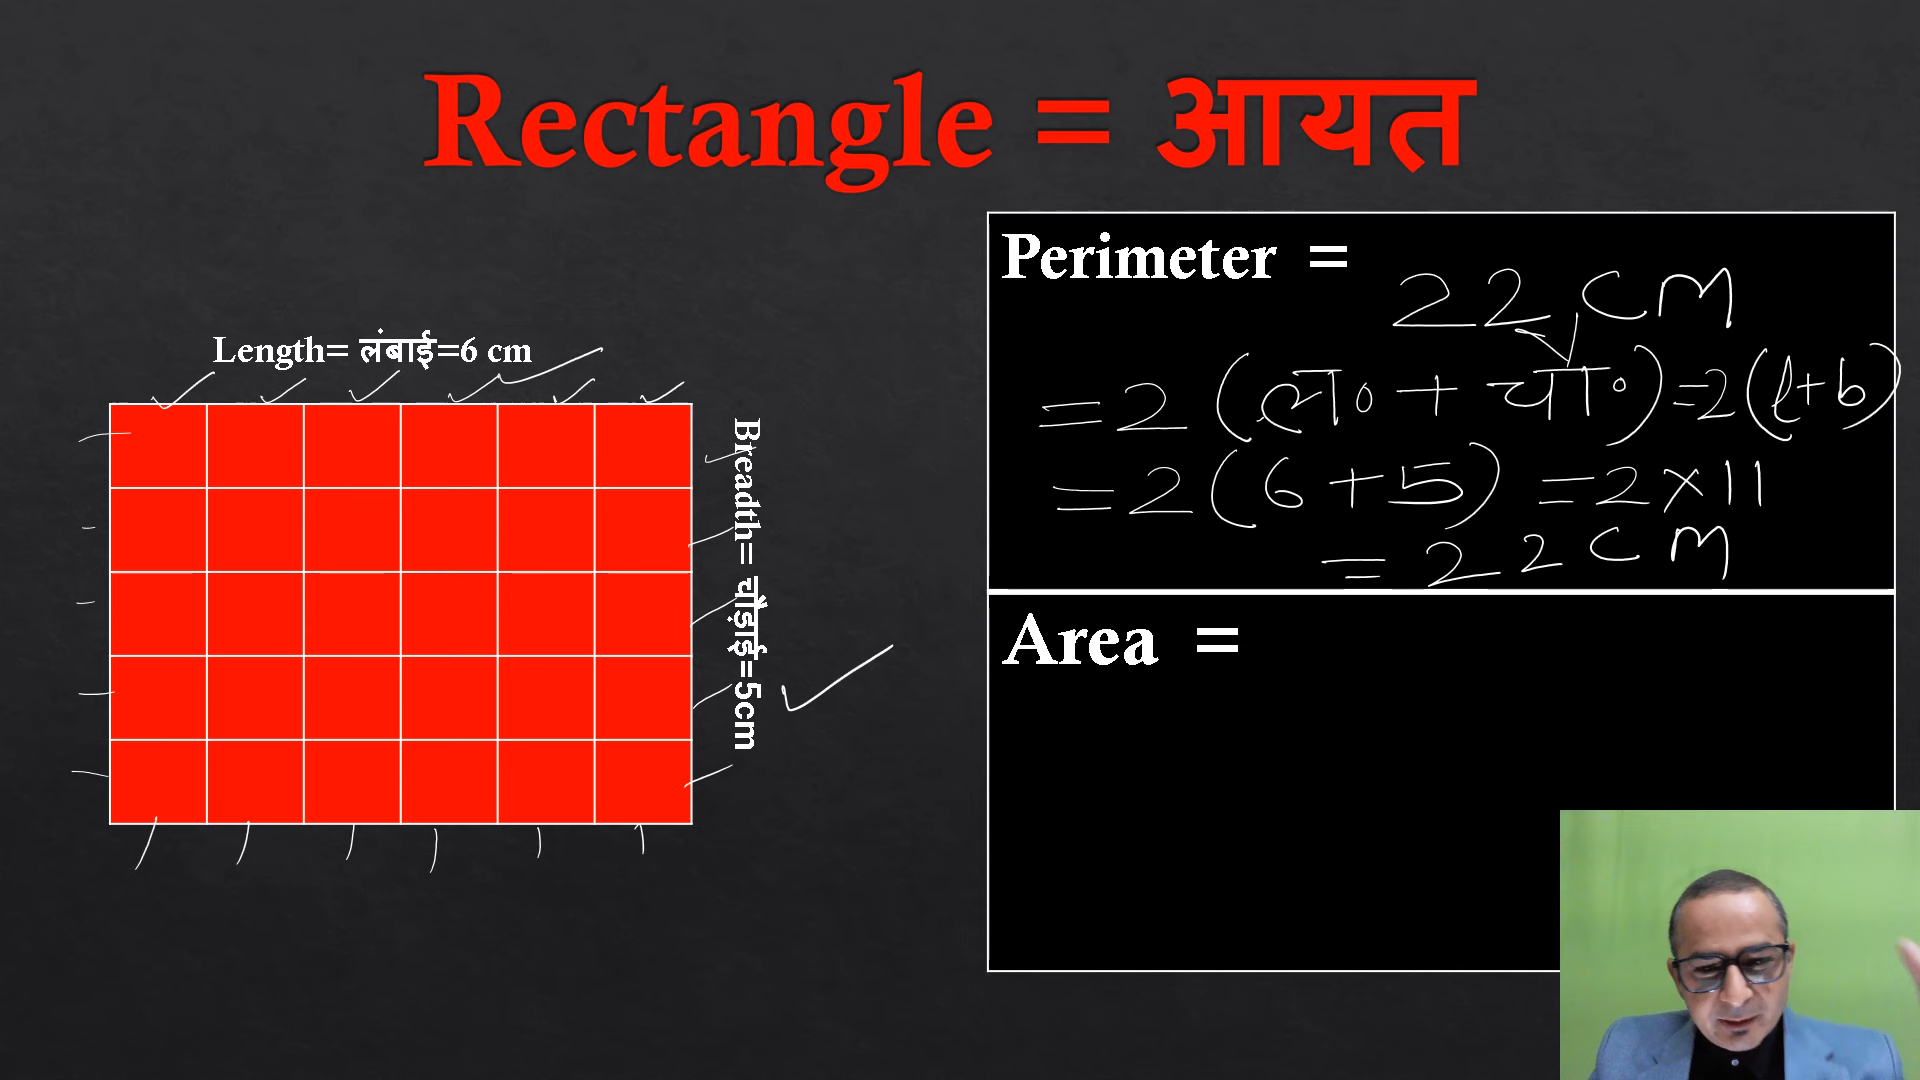 Rectangle = आयत
Length= लंबाई=6 cm
Breadth= चौड़ाई=5cm
Perimeter =
22 cm
=2 (ल० + चौ०) =2(l+b)
=2(6+5) =2×11
= 22 cm
Area =